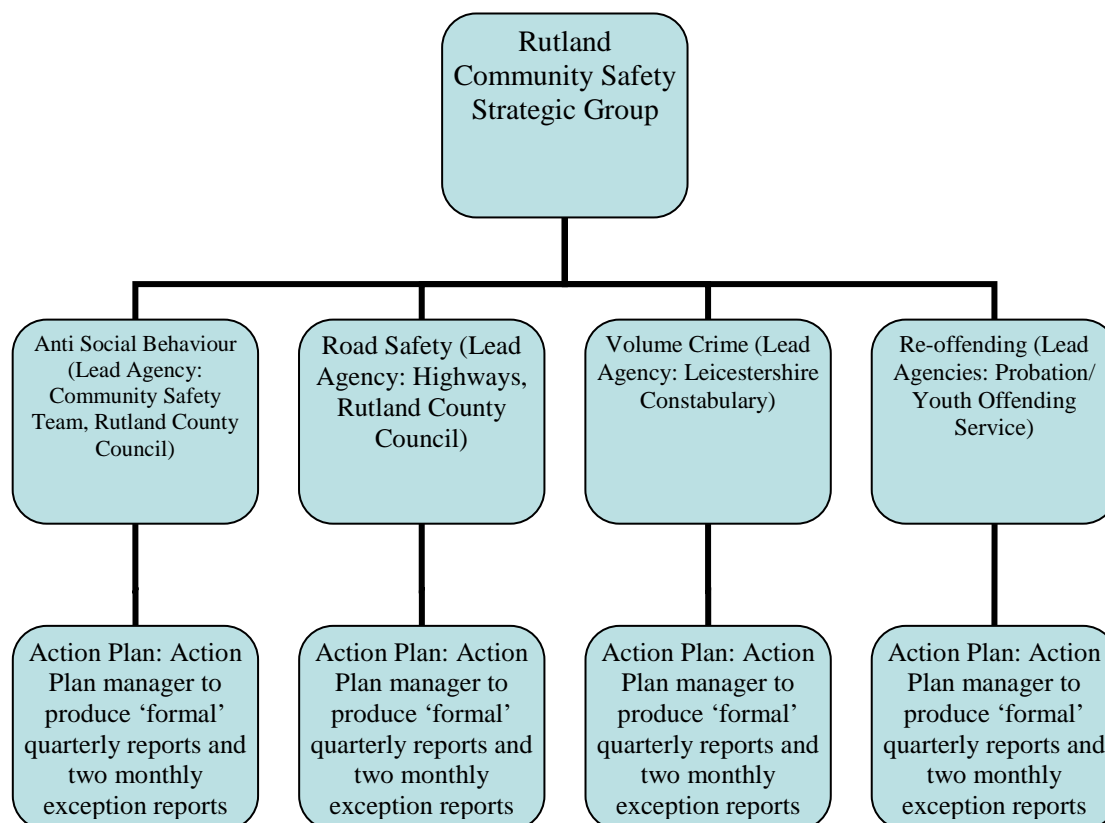 Rutland
Community Safety
Strategic Group
Anti Social Behaviour
(Lead Agency:
Community Safety
Team, Rutland County
Council)
Road Safety (Lead
Agency: Highways,
Rutland County
Council)
Volume Crime (Lead
Agency: Leicestershire
Constabulary)
Re-offending (Lead
Agencies: Probation/
Youth Offending
Service)
Action Plan: Action
Plan manager to
produce ‘formal’
quarterly reports and
two monthly
exception reports
Action Plan: Action
Plan manager to
produce ‘formal’
quarterly reports and
two monthly
exception reports
Action Plan: Action
Plan manager to
produce ‘formal’
quarterly reports and
two monthly
exception reports
Action Plan: Action
Plan manager to
produce ‘formal’
quarterly reports and
two monthly
exception reports